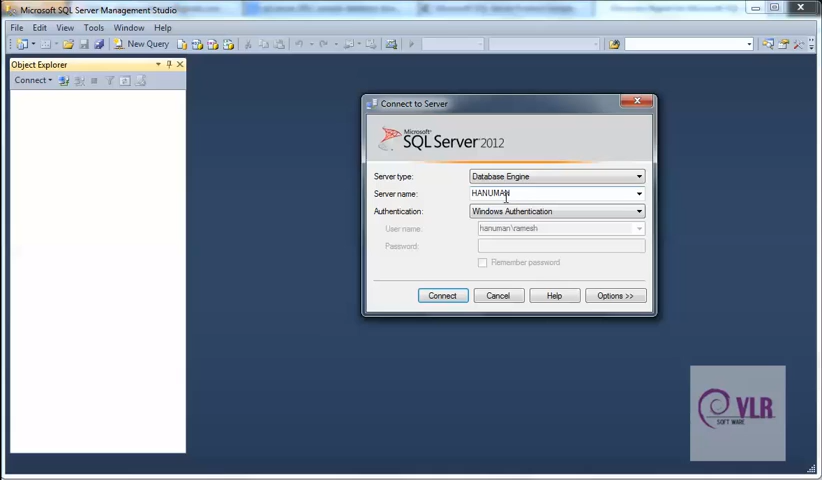 Microsoft SQL Server Management Studio
File Edit View Tools Window Help
New Query
Object Explorer
Connect
Connect to Server
Microsoft
SQL Server 2012
Server type: Database Engine
Server name: HANUMAN
Authentication: Windows Authentication
User name: hanuman\ramesh
Password:
Remember password
Connect Cancel Help Options >>
VLR
SOFT WARE